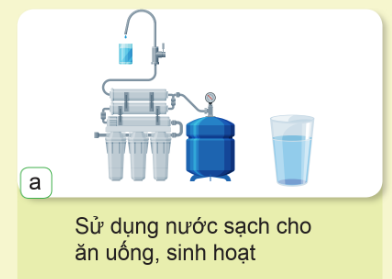 a
Sử dụng nước sạch cho
ăn uống, sinh hoạt